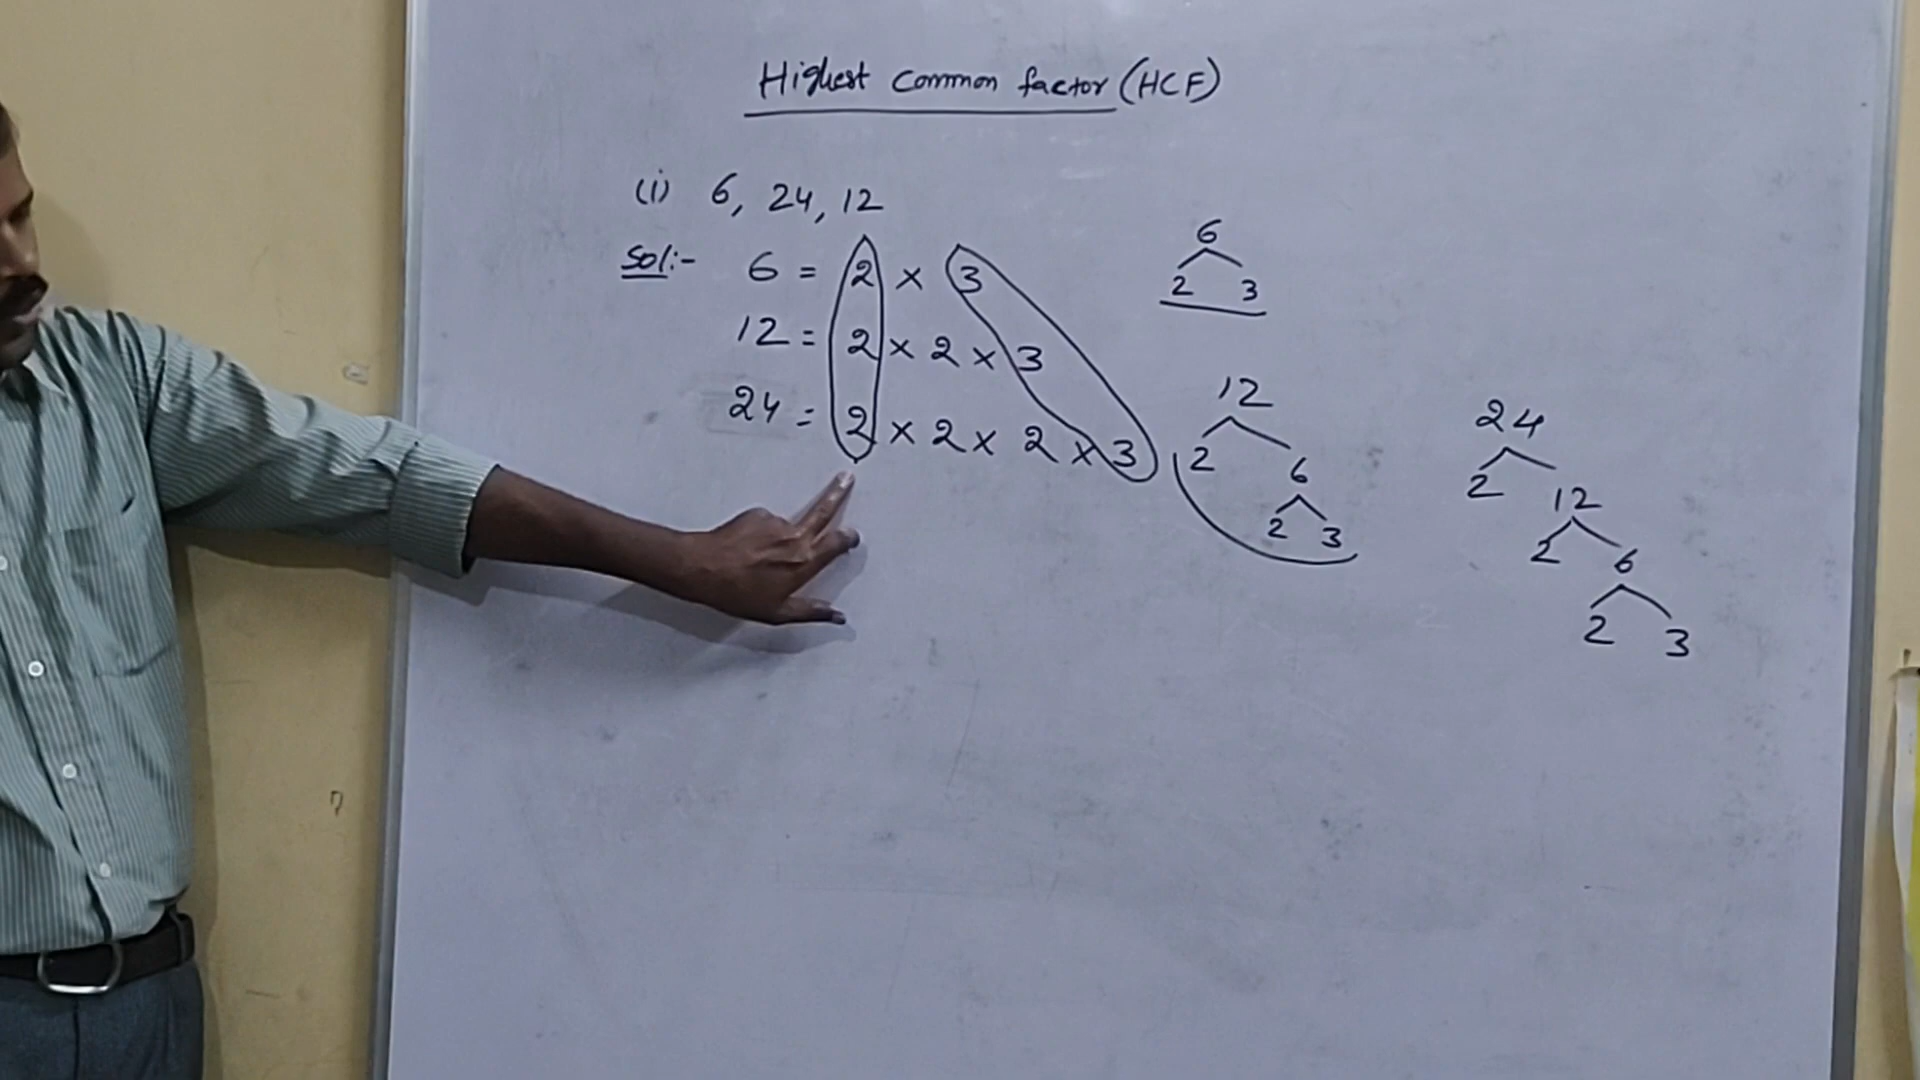 Highest Common factor (HCF)
(i) 6, 24, 12
Sol:- 6 = 2 × 3
12 = 2 × 2 × 3
24 = 2 × 2 × 2 × 3
6
2 3
12
2 6
2 3
24
2 12
2 6
2 3